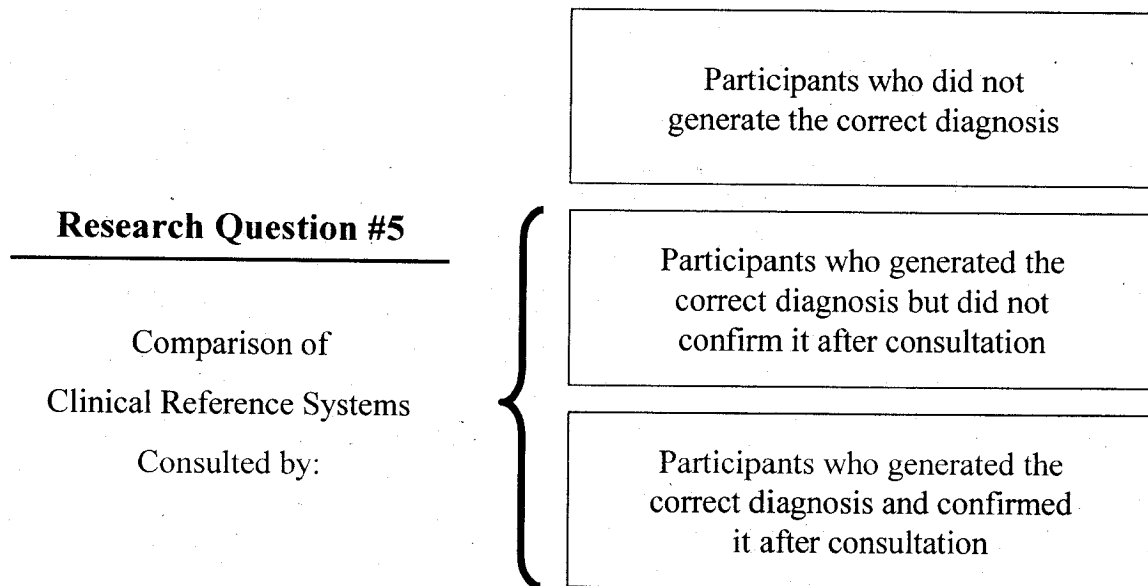 Participants who did not
generate the correct diagnosis
Research Question #5
Comparison of
Clinical Reference Systems
Consulted by:
Participants who generated the
correct diagnosis but did not
confirm it after consultation
Participants who generated the
correct diagnosis and confirmed
it after consultation